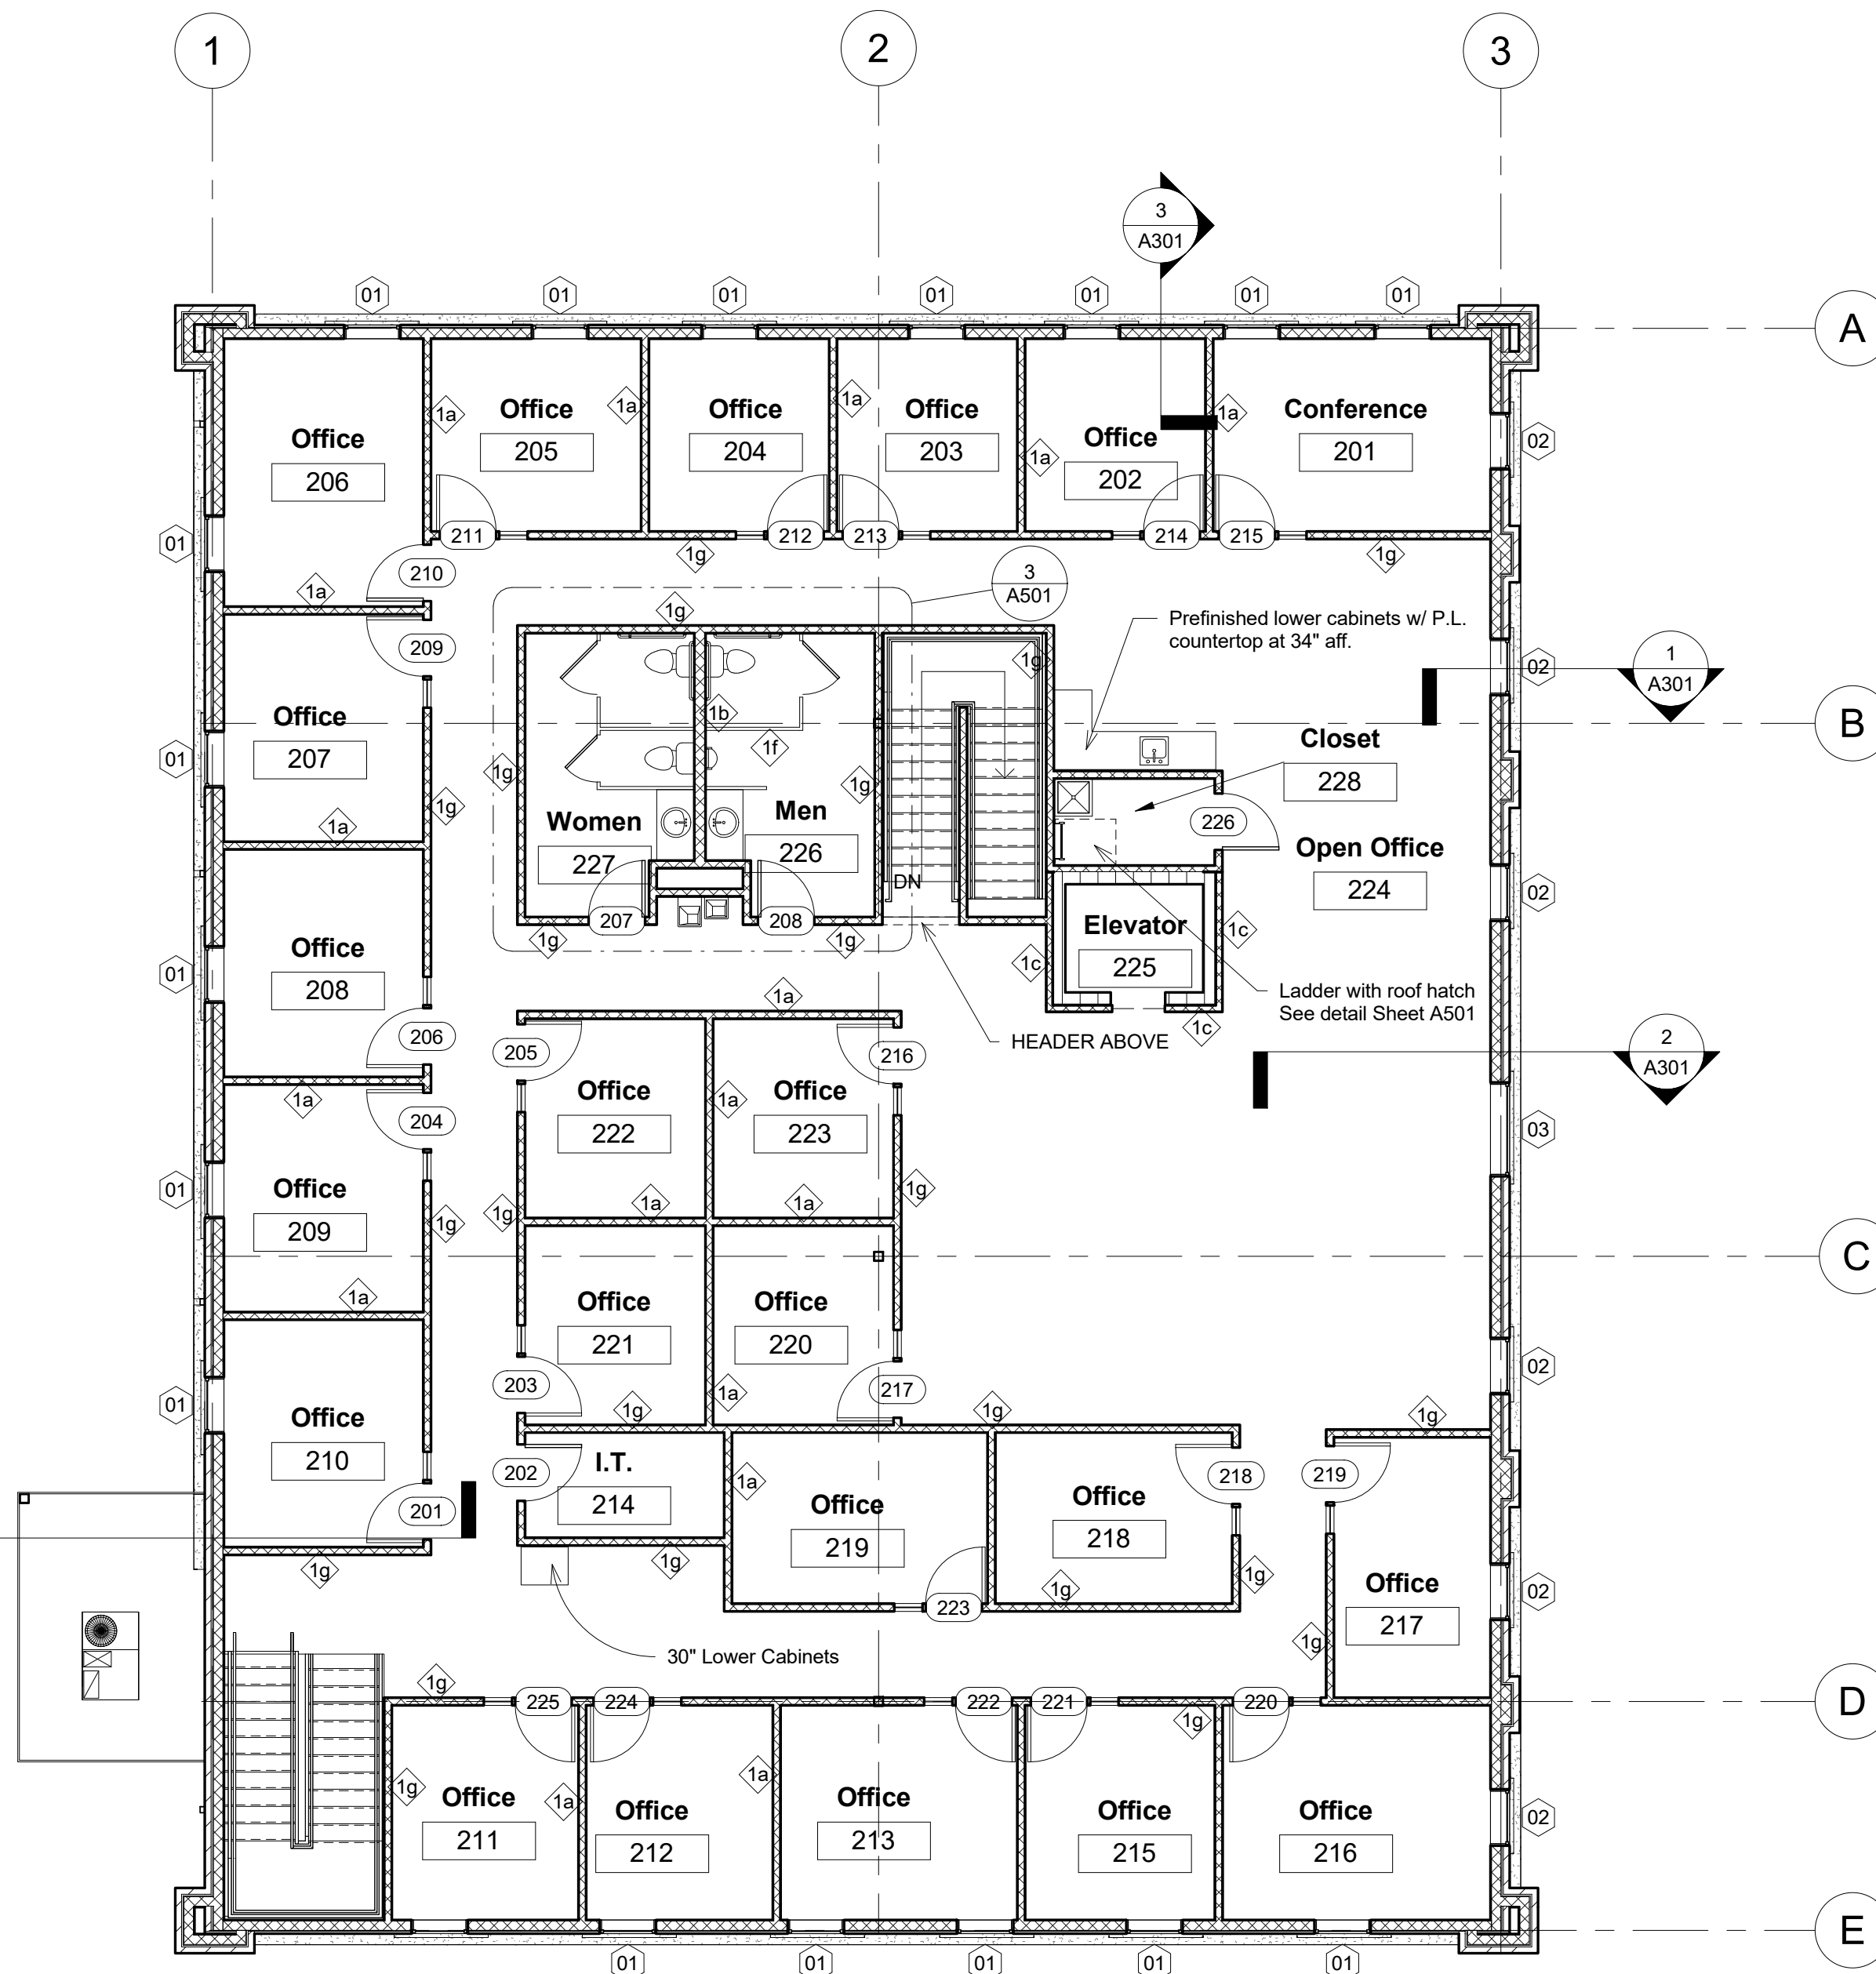 1
2
3
3
A301
01
01
01
01
01
01
01
A
Office
206
1a
Office
205
1a
Office
204
1a
Office
203
1a
Office
202
1a
Conference
201
02
211
212
213
214
215
01
210
1g
1g
3
A501
1a
1g
Prefinished lower cabinets w/ P.L.
countertop at 34" aff.
209
1g
02
1
A301
Office
207
01
1b
1f
B
Closet
228
1g
1g
1g
1a
Women
227
Men
226
226
Open Office
224
02
DN
207
208
1g
1g
Elevator
225
1c
1c
1c
Office
208
01
Ladder with roof hatch
See detail Sheet A501
HEADER ABOVE
1a
206
205
216
2
A301
1a
204
Office
222
1a
Office
223
03
Office
209
01
1g
1g
1a
1a
1g
C
1a
Office
221
Office
220
02
203
1a
217
01
1g
1g
1g
Office
210
202
I.T.
214
1a
218
219
201
Office
219
Office
218
1g
1g
1g
1g
223
Office
217
02
30" Lower Cabinets
1g
1g
225
224
222
221
220
1g
D
Office
211
1g
1a
Office
212
1a
Office
213
Office
215
Office
216
02
E
01
01
01
01
01